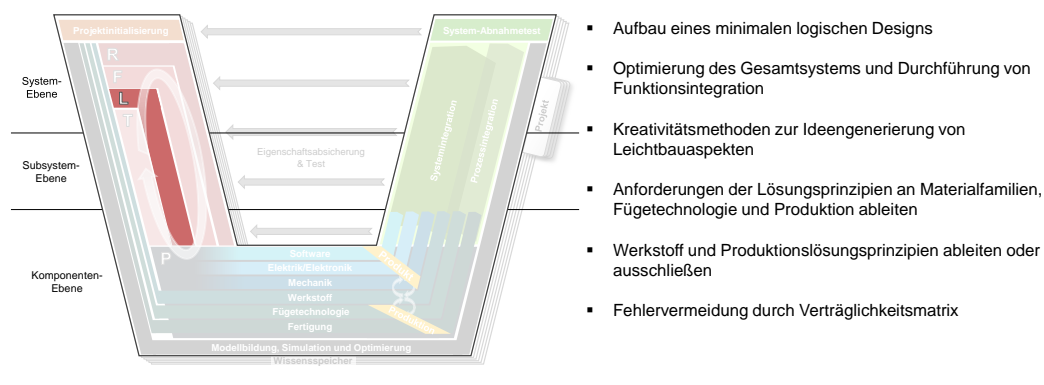 Projektinitialisierung
System-Abnahmetest
R
F
L
T
P
System-
Ebene
Subsystem-
Ebene
Komponenten-
Ebene
Eigenschaftsabsicherung
& Test
Systemintegration
Prozessintegration
Projekt
Software
Elektrik/Elektronik
Mechanik
Werkstoff
Fügetechnologie
Fertigung
Product
Produktion
Modellbildung, Simulation und Optimierung
Wissensspeicher
▪ Aufbau eines minimalen logischen Designs
▪ Optimierung des Gesamtsystems und Durchführung von
Funktionsintegration
▪ Kreativitätsmethoden zur Ideengenerierung von
Leichtbauaspekten
▪ Anforderungen der Lösungsprinzipien an Materialfamilien,
Fügetechnologie und Produktion ableiten
▪ Werkstoff und Produktionslösungsprinzipien ableiten oder
ausschließen
▪ Fehlervermeidung durch Verträglichkeitsmatrix